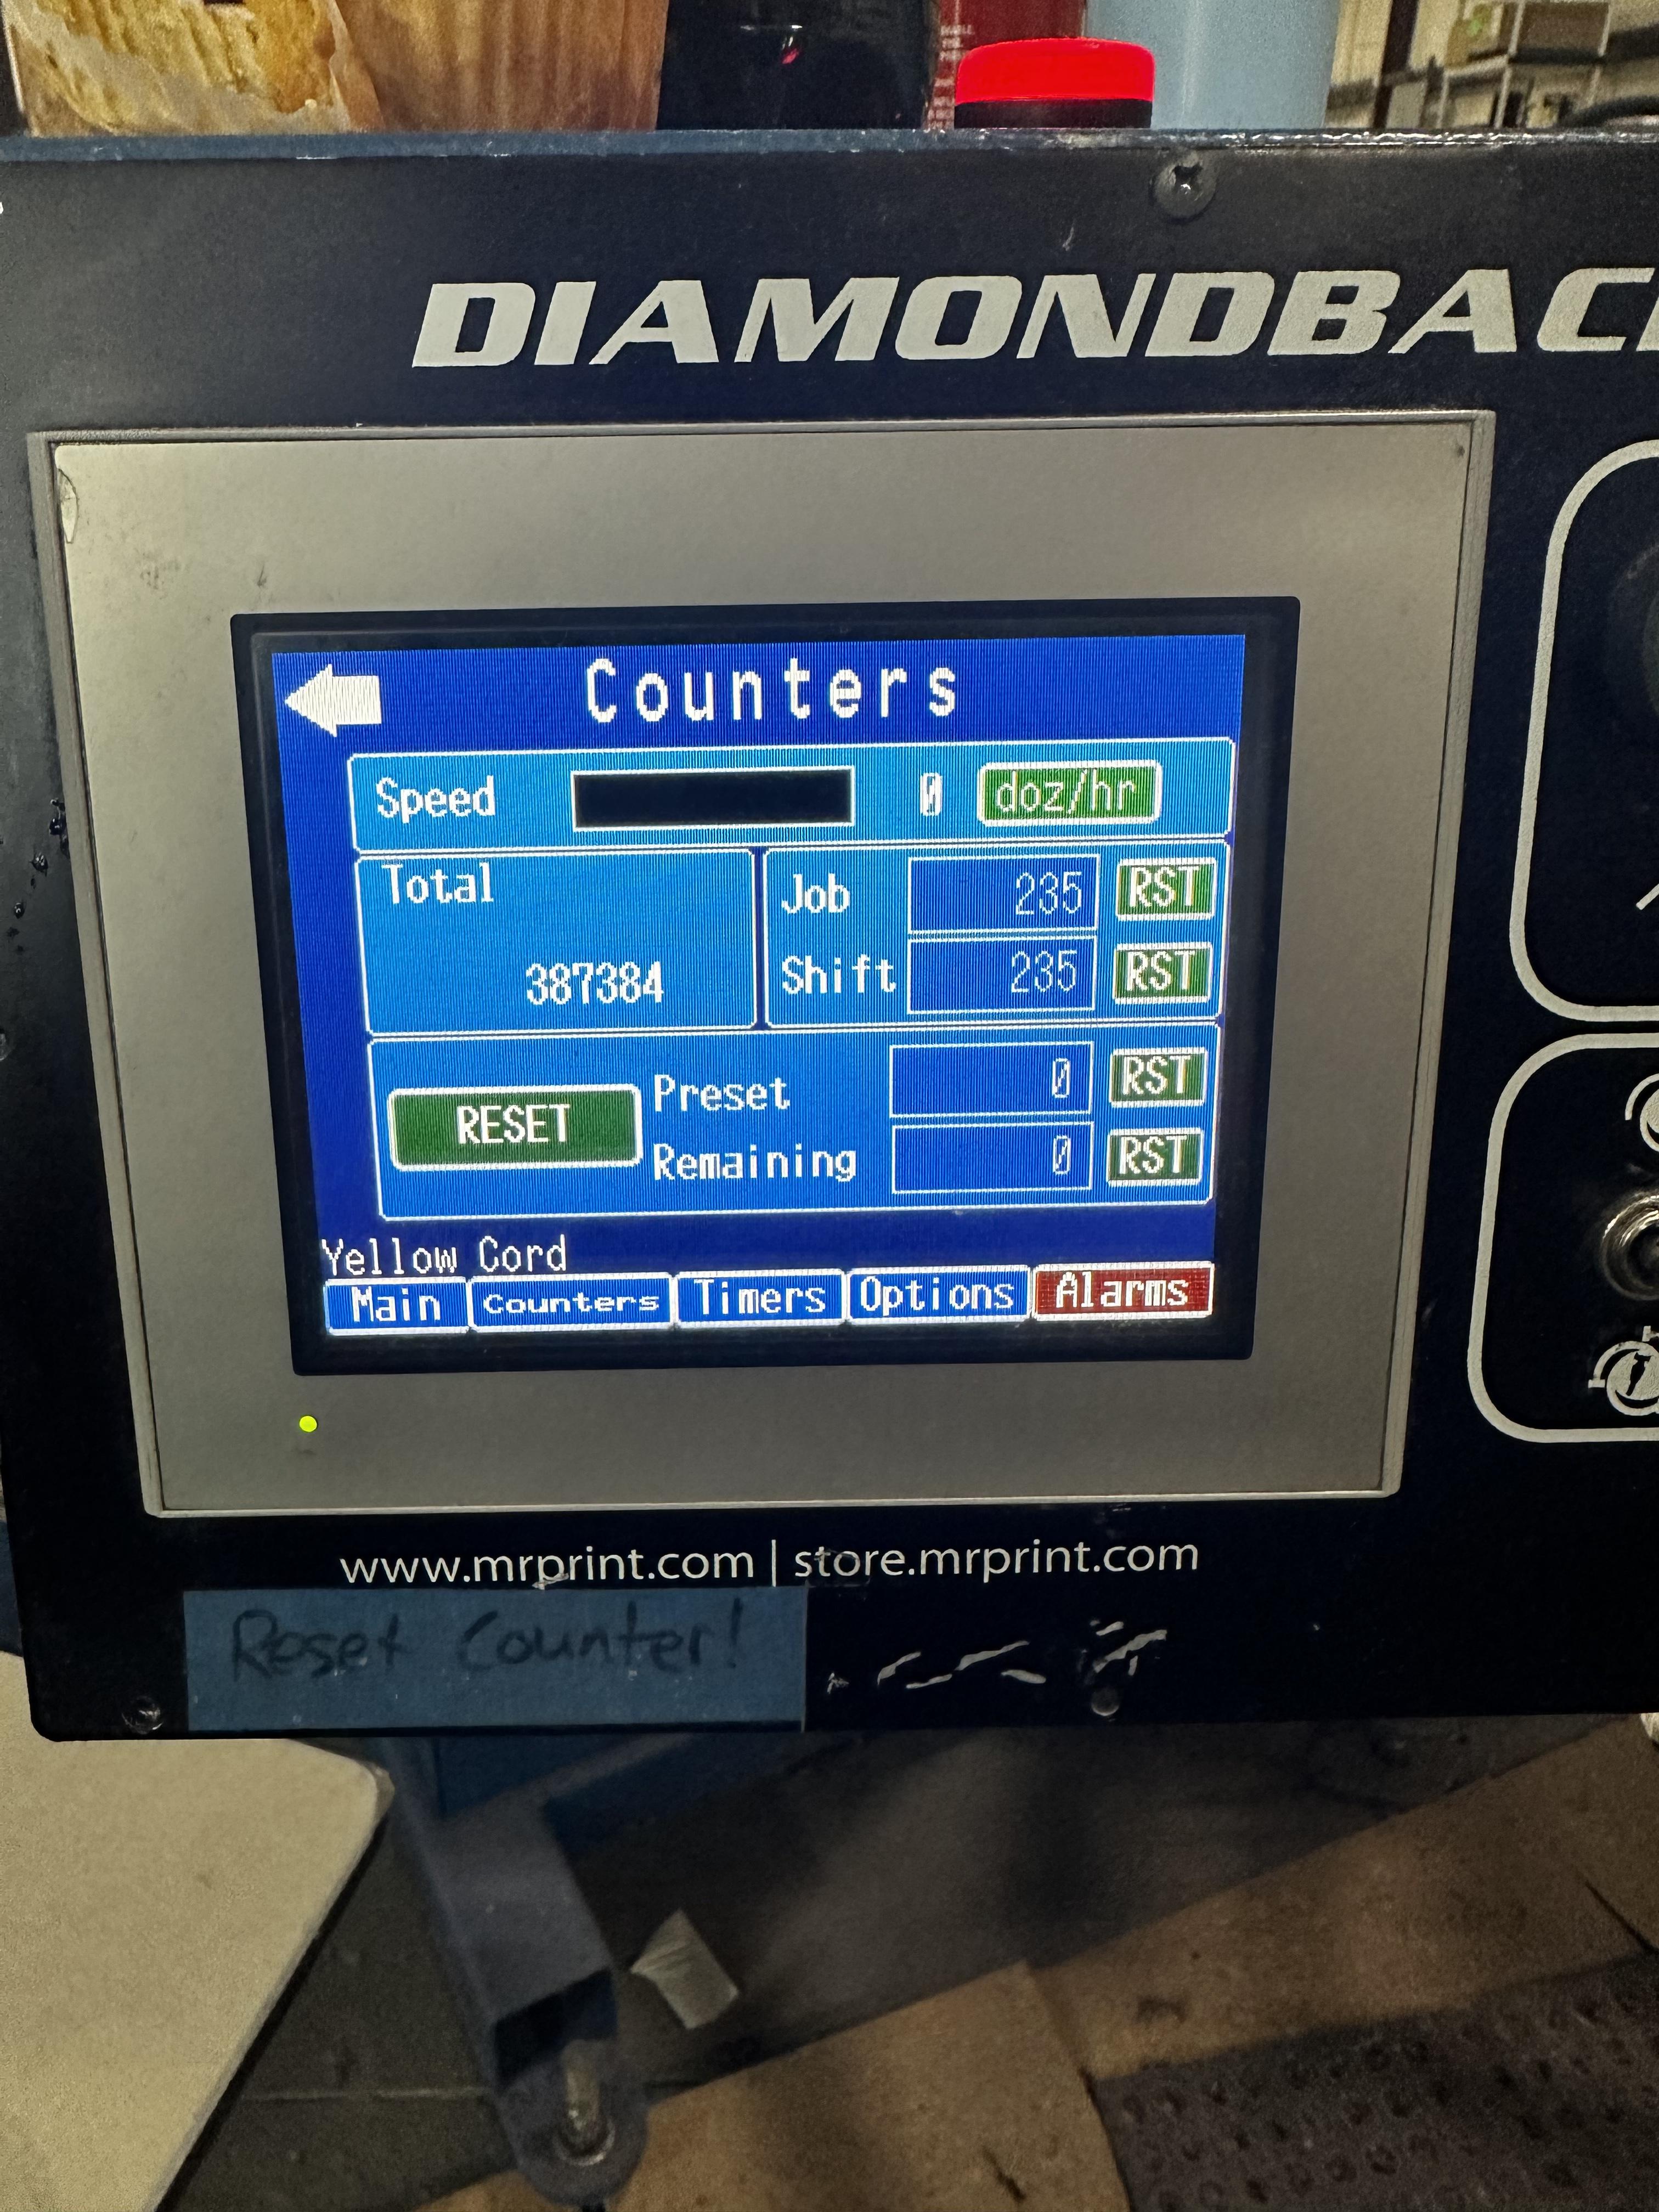 DIAMONDBAC
Counters
Speed 0 doz/hr
Total
387384
Job 235 RST
Shift 235 RST
RESET
Preset 0 RST
Remaining 0 RST
Yellow Cord
Main Counters Timers Options Alarms
www.mrprint.com | store.mrprint.com
Reset Counter!